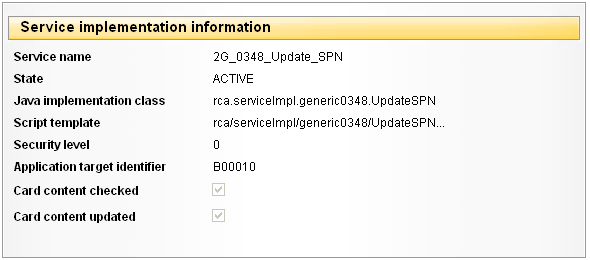 Service implementation information
Service name 2G_0348_Update_SPN
State ACTIVE
Java implementation class rca.serviceImpl.generic0348.UpdateSPN
Script template rca/serviceImpl/generic0348/UpdateSPN...
Security level 0
Application target identifier B00010
Card content checked
Card content updated